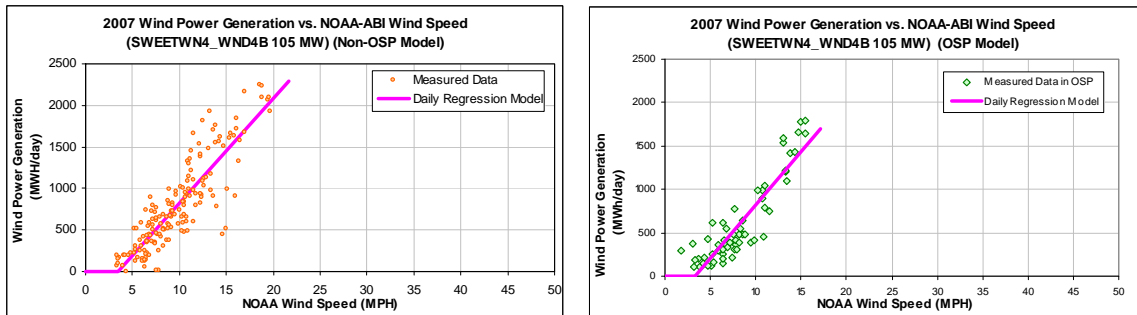 2007 Wind Power Generation vs. NOAA-ABI Wind Speed
(SWEETWN4_WND4B 105 MW) (Non-OSP Model)
Wind Power Generation
(MWH/day)
2500
2000
1500
1000
500
0
Measured Data
Daily Regression Model
0 5 10 15 20 25 30 35 40 45 50
NOAA Wind Speed (MPH)
2007 Wind Power Generation vs. NOAA-ABI Wind Speed
(SWEETWN4_WND4B 105 MW) (OSP Model)
Wind Power Generation
(MWh/day)
2500
2000
1500
1000
500
0
Measured Data in OSP
Daily Regression Model
0 5 10 15 20 25 30 35 40 45 50
NOAA Wind Speed (MPH)